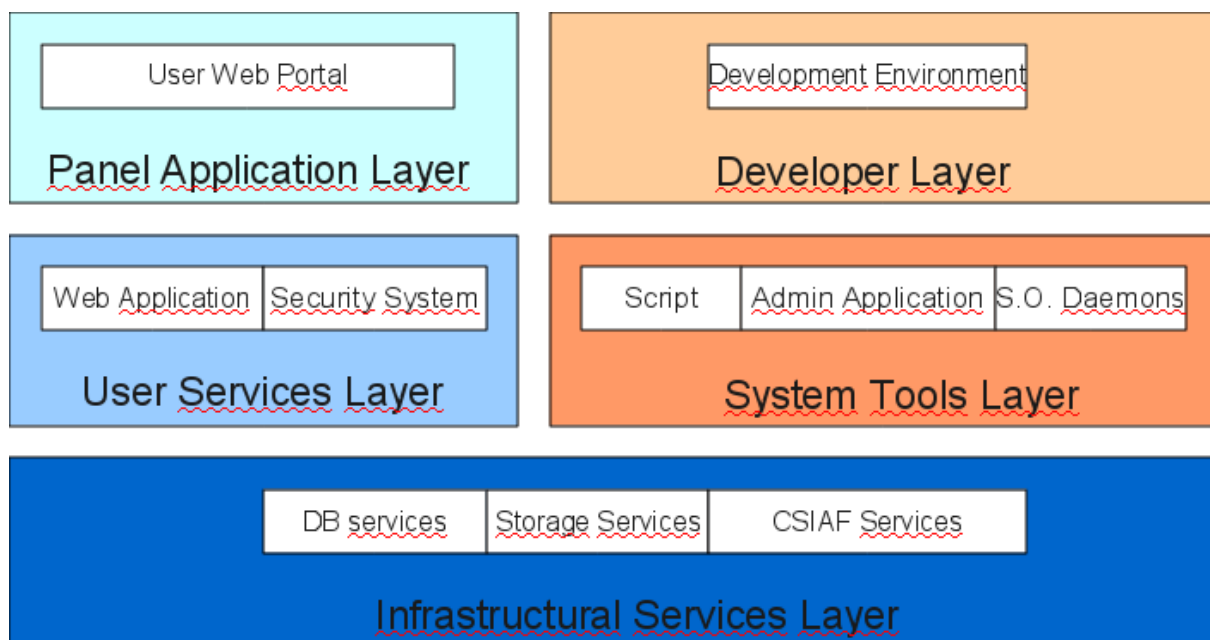 User Web Portal
Development Environment
Panel Application Layer
Developer Layer
Web Application
Security System
Script
Admin Application
S.O. Daemons
User Services Layer
System Tools Layer
DB services
Storage Services
CSIAF Services
Infrastructural Services Layer